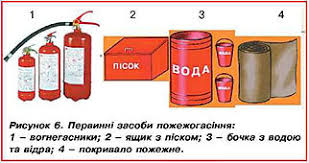 1 2 3 4
ПІСОК
ВОДА
Рисунок 6. Первинні засоби пожежогасіння:
1 – вогнегасники; 2 – ящик з піском; 3 – бочка з водою
та відра; 4 – покривало пожежне.